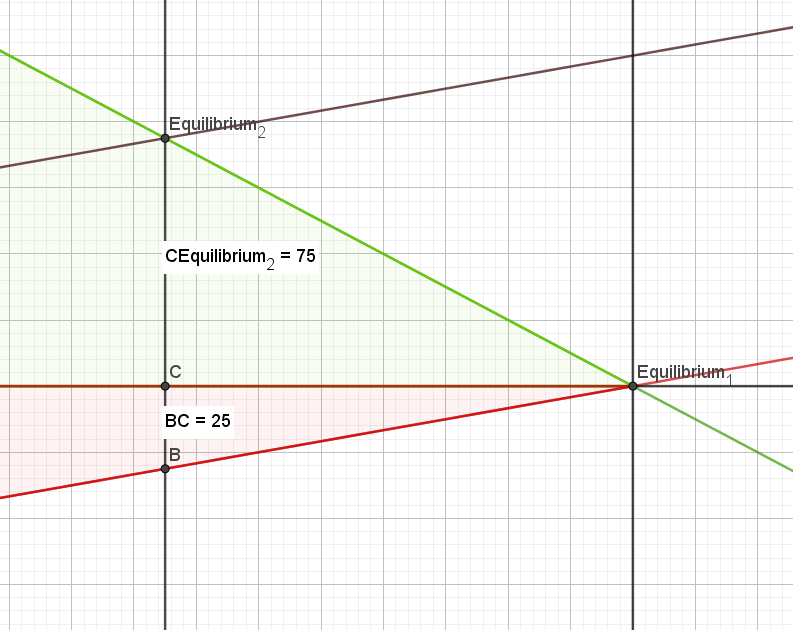 Equilibrium₂
CEquilibrium₂ = 75
C
Equilibrium₁
BC = 25
B